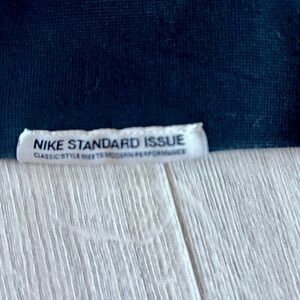 NIKE STANDARD ISSUE
CLASSIC STYLE MEETS MODERN PERFORMANCE